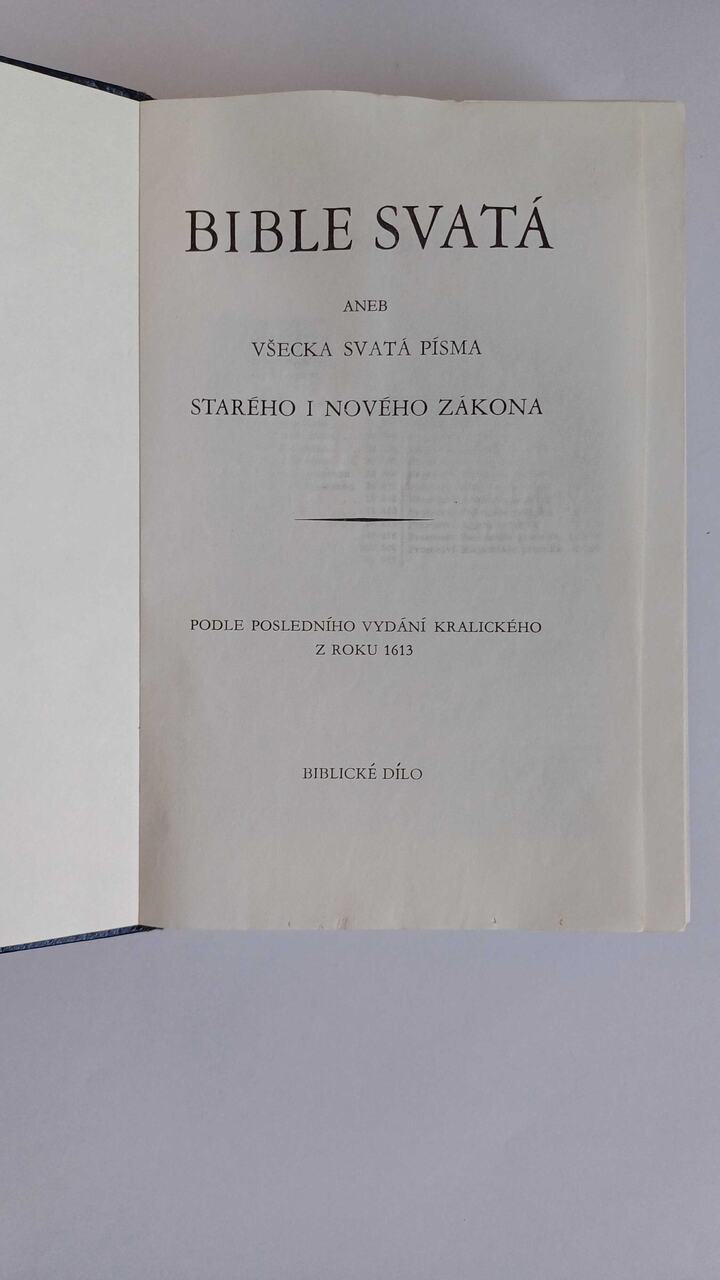 BIBLE SVATÁ
ANEB
VŠECKA SVATÁ PÍSMA
STARÉHO I NOVÉHO ZÁKONA
PODLE POSLEDNÍHO VYDÁNÍ KRALICKÉHO
Z ROKU 1613
BIBLICKÉ DÍLO